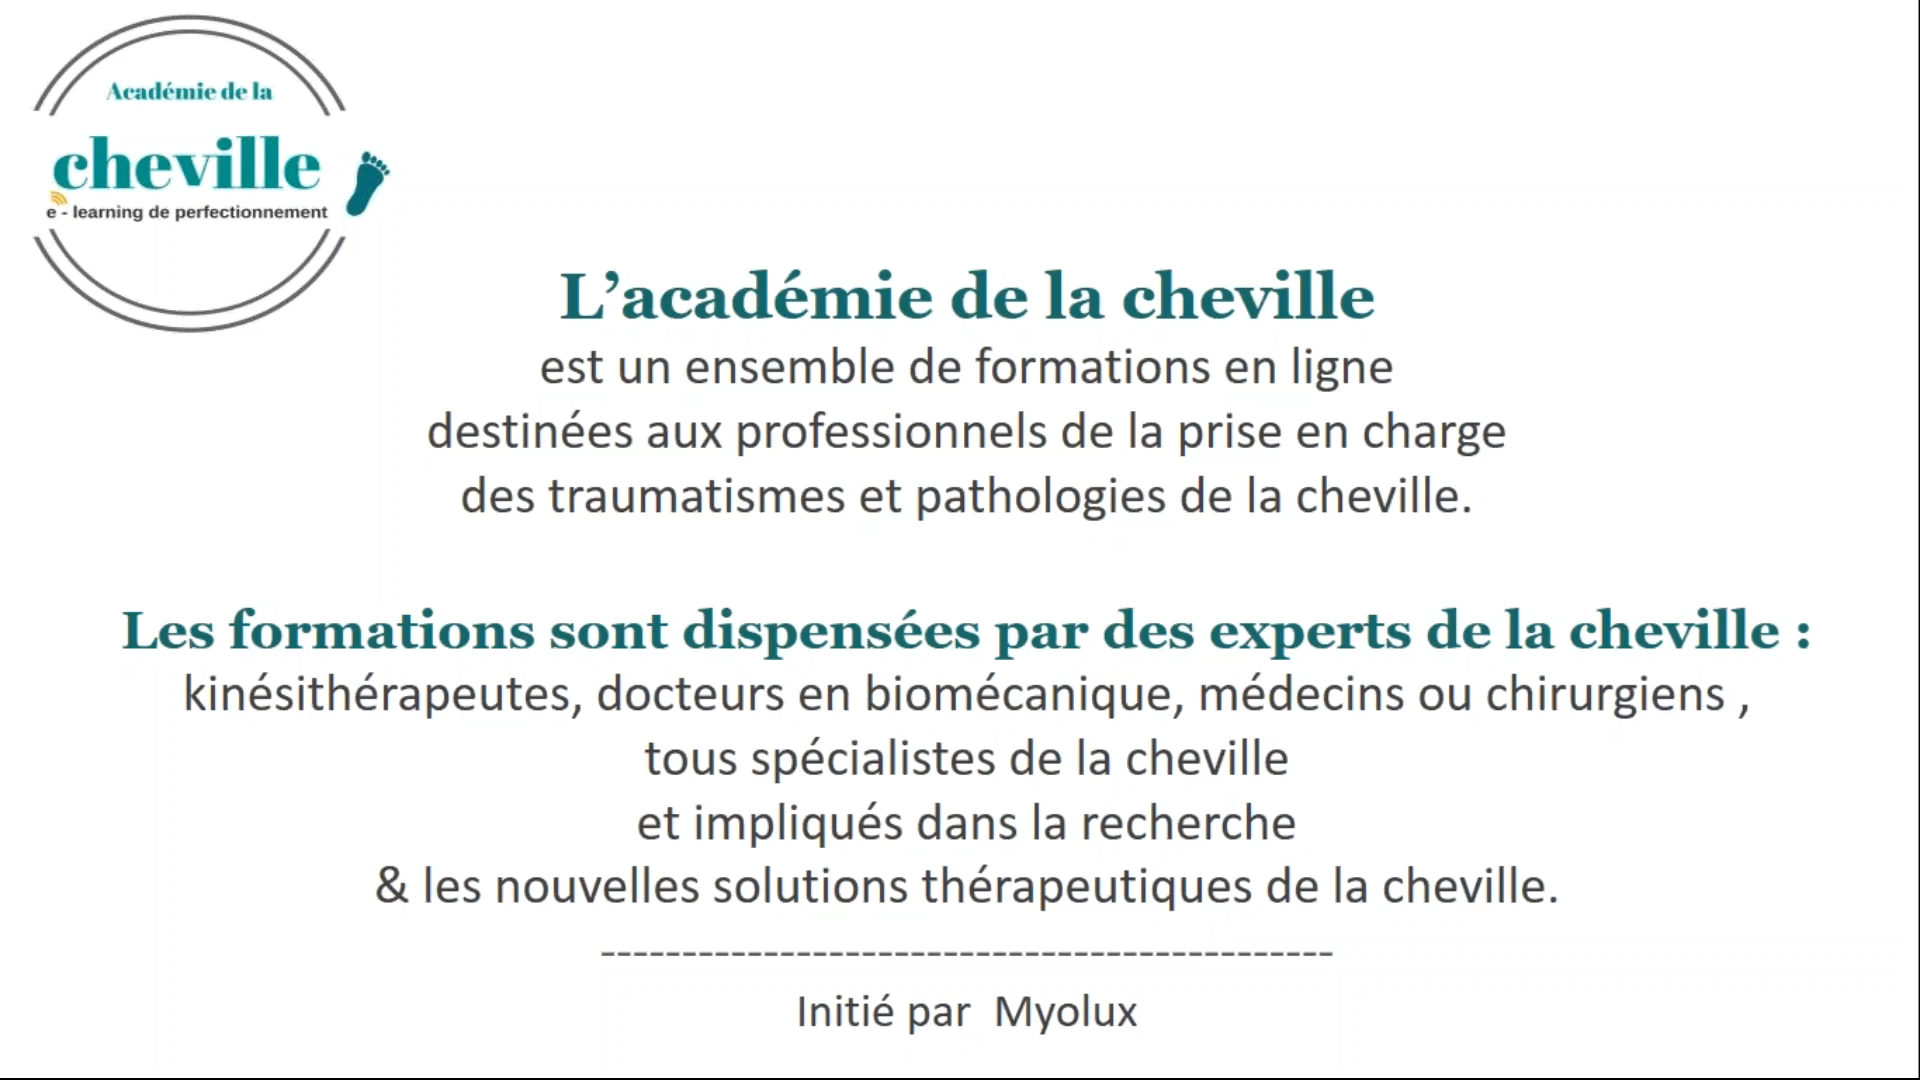 Académie de la
cheville
e - learning de perfectionnement
L’académie de la cheville
est un ensemble de formations en ligne
destinées aux professionnels de la prise en charge
des traumatismes et pathologies de la cheville.
Les formations sont dispensées par des experts de la cheville :
kinésithérapeutes, docteurs en biomécanique, médecins ou chirurgiens ,
tous spécialistes de la cheville
et impliqués dans la recherche
& les nouvelles solutions thérapeutiques de la cheville.
---------------------------------------------
Initié par  Myolux